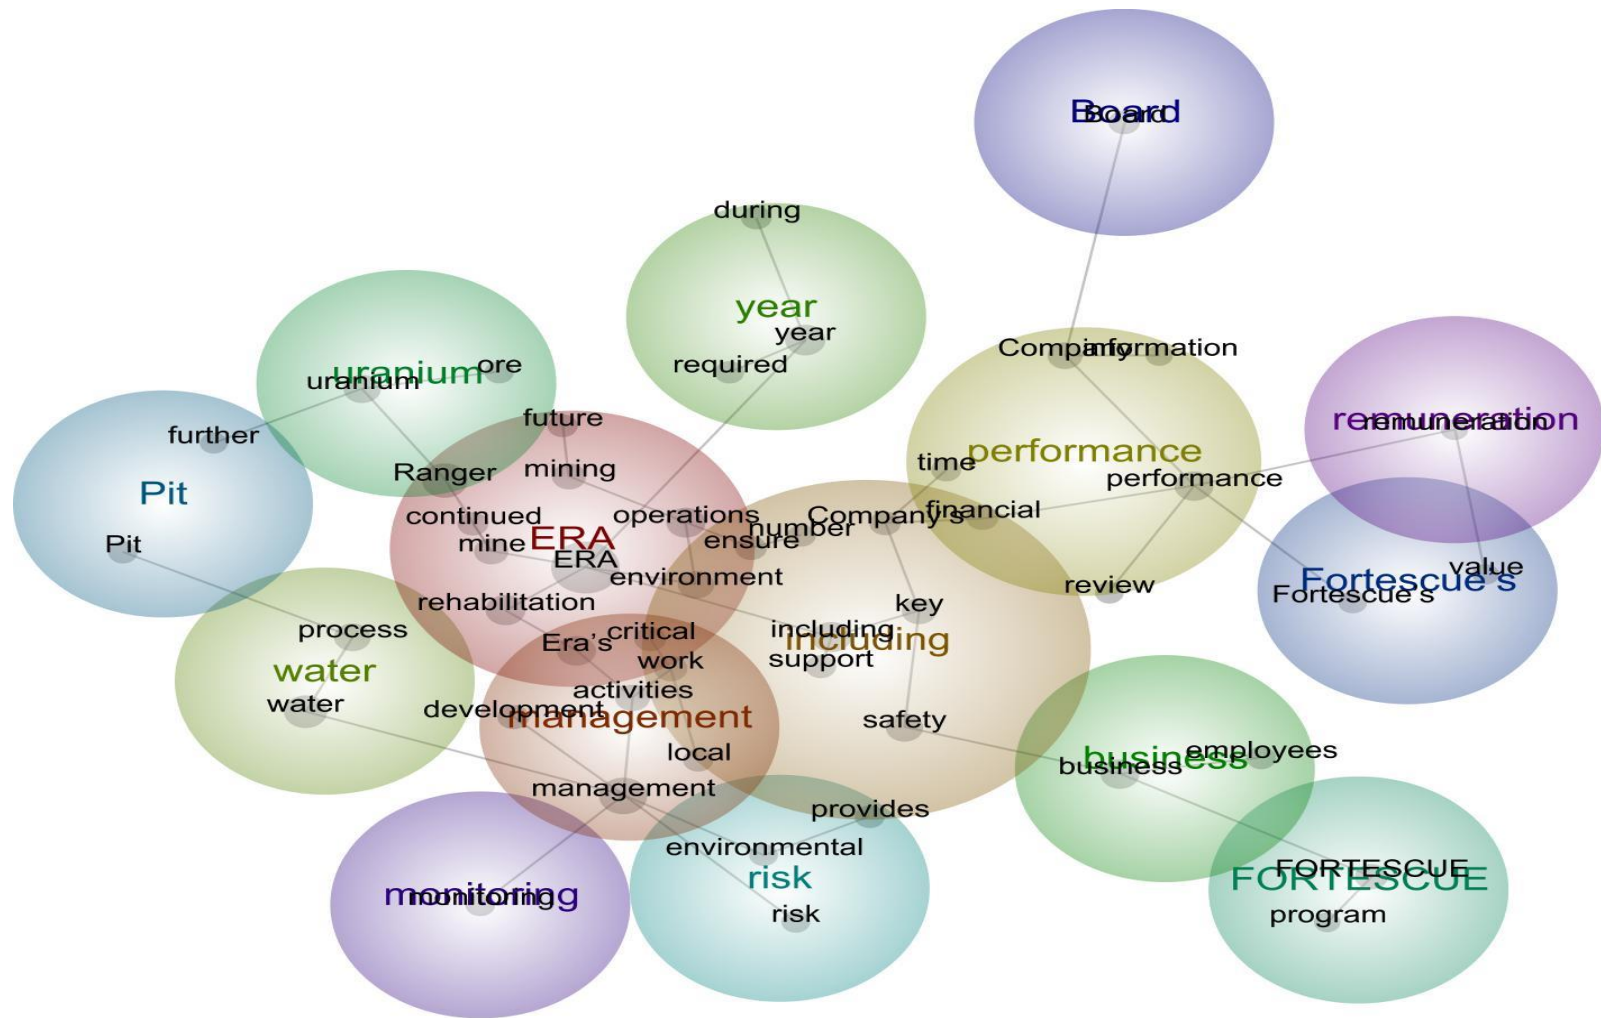 Board
Board
during
year
year
required
Company
information
uranium
uranium
ore
remuneration
remuneration
future
further
performance
time
performance
Ranger
mining
Pit
Pit
continued
operations
Company's
financial
number
ensure
mine
ERA
ERA
environment
value
Fortescue's
Fortescue's
review
key
rehabilitation
process
critical
including
including
Era’s
work
support
water
water
activities
development
management
safety
local
employees
business
business
management
provides
environmental
risk
risk
monitoring
monitoring
FORTESCUE
FORTESCUE
program